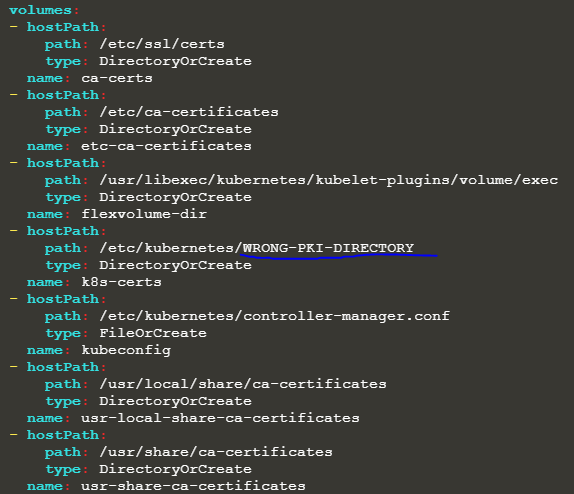 volumes:
- hostPath:
    path: /etc/ssl/certs
    type: DirectoryOrCreate
  name: ca-certs
- hostPath:
    path: /etc/ca-certificates
    type: DirectoryOrCreate
  name: etc-ca-certificates
- hostPath:
    path: /usr/libexec/kubernetes/kubelet-plugins/volume/exec
    type: DirectoryOrCreate
  name: flexvolume-dir
- hostPath:
    path: /etc/kubernetes/WRONG-PKI-DIRECTORY
    type: DirectoryOrCreate
  name: k8s-certs
- hostPath:
    path: /etc/kubernetes/controller-manager.conf
    type: FileOrCreate
  name: kubeconfig
- hostPath:
    path: /usr/local/share/ca-certificates
    type: DirectoryOrCreate
  name: usr-local-share-ca-certificates
- hostPath:
    path: /usr/share/ca-certificates
    type: DirectoryOrCreate
  name: usr-share-ca-certificates